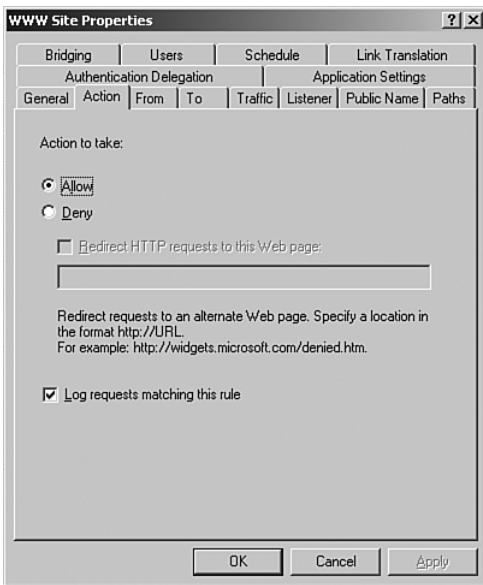 WWW Site Properties
Bridging Users Schedule Link Translation
Authentication Delegation Application Settings
General Action From To Traffic Listener Public Name Paths
Action to take:
Allow
Deny
Redirect HTTP requests to this Web page:
Redirect requests to an alternate Web page. Specify a location in
the format http://URL.
For example: http://widgets.microsoft.com/denied.htm.
Log requests matching this rule
OK Cancel Apply